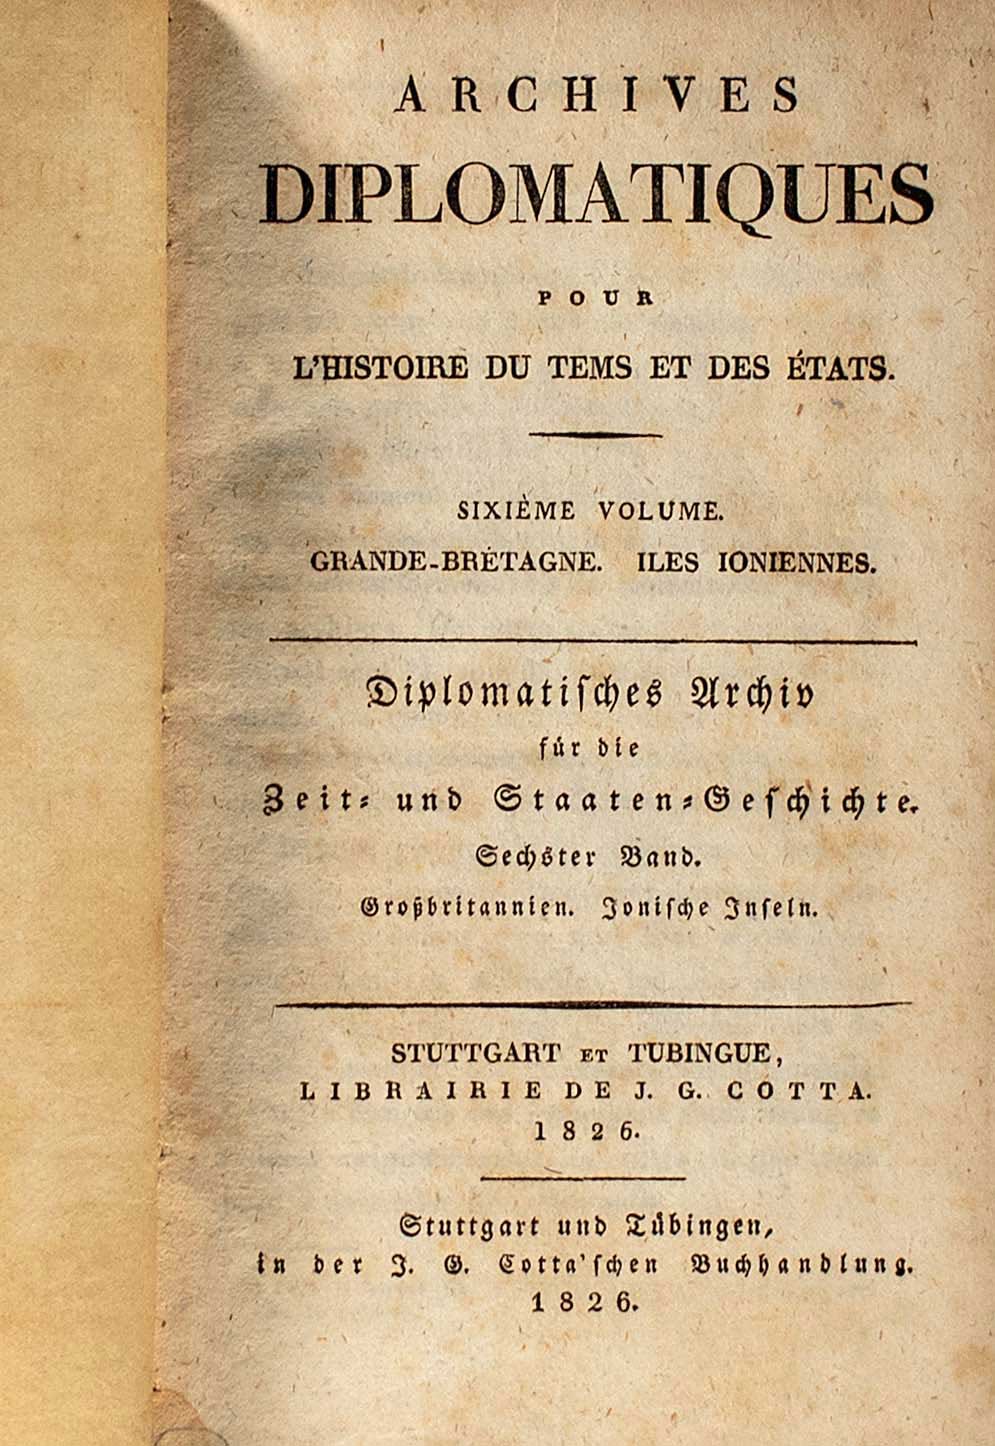 ARCHIVES
DIPLOMATIQUES
POUR
L'HISTOIRE DU TEMS ET DES ÉTATS.
SIXIÈME VOLUME.
GRANDE-BRÉTAGNE. ILES IONIENNES.
Diplomatiſches Archiv
für die
Zeit- und Staaten-Geſchichte.
Sechster Band.
Großbritannien. Joniſche Inſeln.
STUTTGART ET TUBINGUE,
LIBRAIRIE DE J. G. COTTA.
1826.
Stuttgart und Tübingen,
in der J. G. Cotta'ſchen Buchhandlung.
1826.